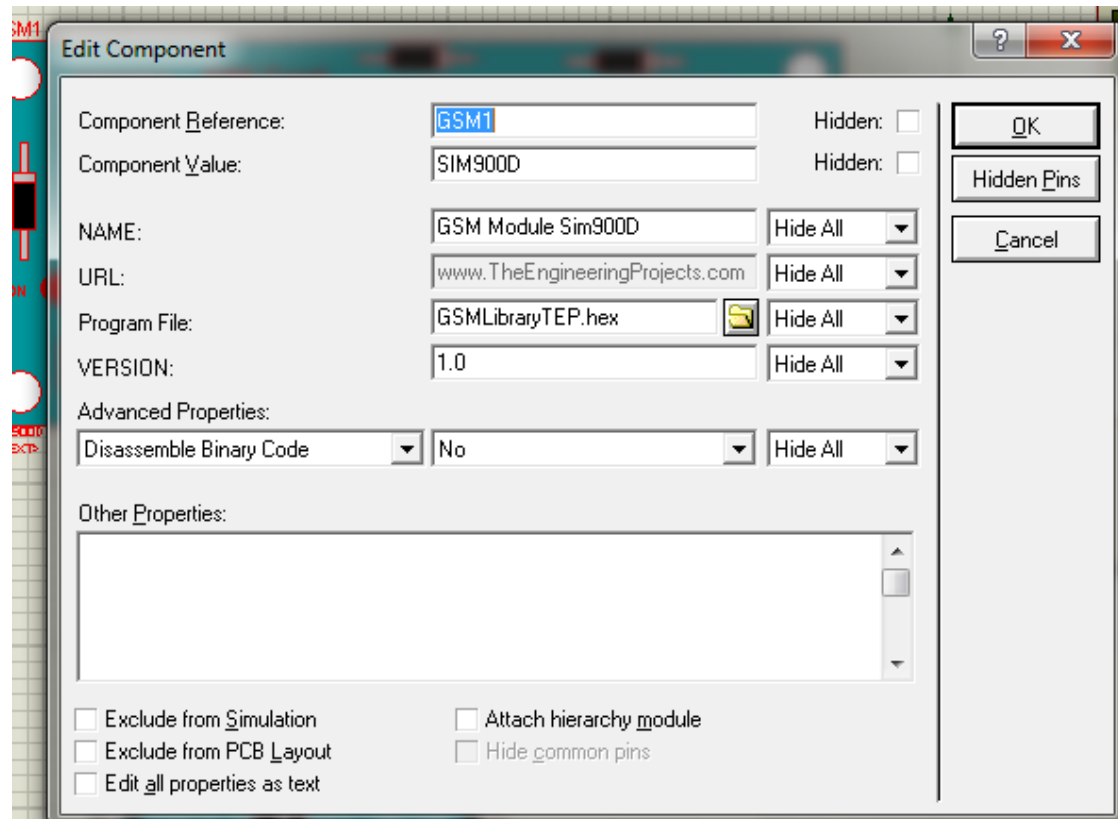 GSM1
Edit Component
Component Reference:
GSM1
Hidden:
OK
Component Value:
SIM900D
Hidden:
Hidden Pins
NAME:
GSM Module Sim900D
Hide All
Cancel
URL:
www.TheEngineeringProjects.com
Hide All
Program File:
GSMLibraryTEP.hex
Hide All
VERSION:
1.0
Hide All
Advanced Properties:
Disassemble Binary Code
No
Hide All
Other Properties:
Exclude from Simulation
Attach hierarchy module
Exclude from PCB Layout
Hide common pins
Edit all properties as text